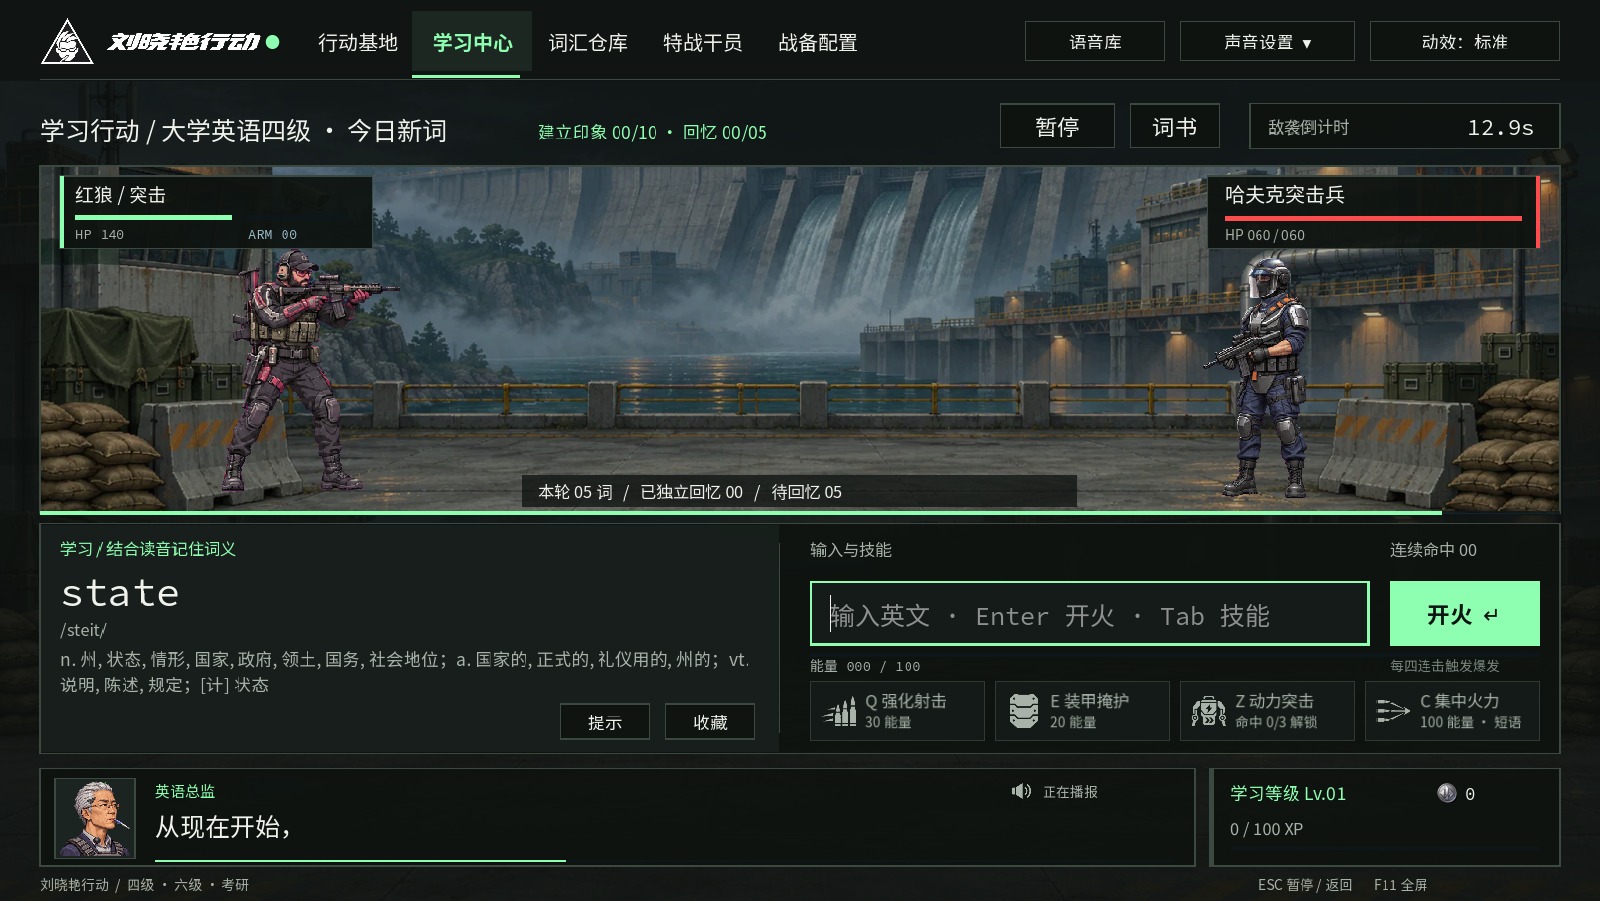 刘晓艳行动
行动基地
学习中心
词汇仓库
特战干员
战备配置
语音库
声音设置 ▼
动效：标准
学习行动 / 大学英语四级 · 今日新词
建立印象 00/10 · 回忆 00/05
暂停
词书
敌袭倒计时
12.9s
红狼 / 突击
HP 140
ARM 00
哈夫克突击兵
HP 060 / 060
本轮 05 词 / 已独立回忆 00 / 待回忆 05
学习 / 结合读音记住词义
state
/steit/
n. 州, 状态, 情形, 国家, 政府, 领土, 国务, 社会地位；a. 国家的, 正式的, 礼仪用的, 州的；vt.
说明, 陈述, 规定；[计] 状态
提示
收藏
输入与技能
连续命中 00
输入英文 · Enter 开火 · Tab 技能
开火 ↵
能量 000 / 100
每四连击触发爆发
Q 强化射击
30 能量
E 装甲掩护
20 能量
Z 动力突击
命中 0/3 解锁
C 集中火力
100 能量 · 短语
英语总监
正在播报
从现在开始，
学习等级 Lv.01
0
0 / 100 XP
刘晓艳行动 / 四级 · 六级 · 考研
ESC 暂停 / 返回
F11 全屏